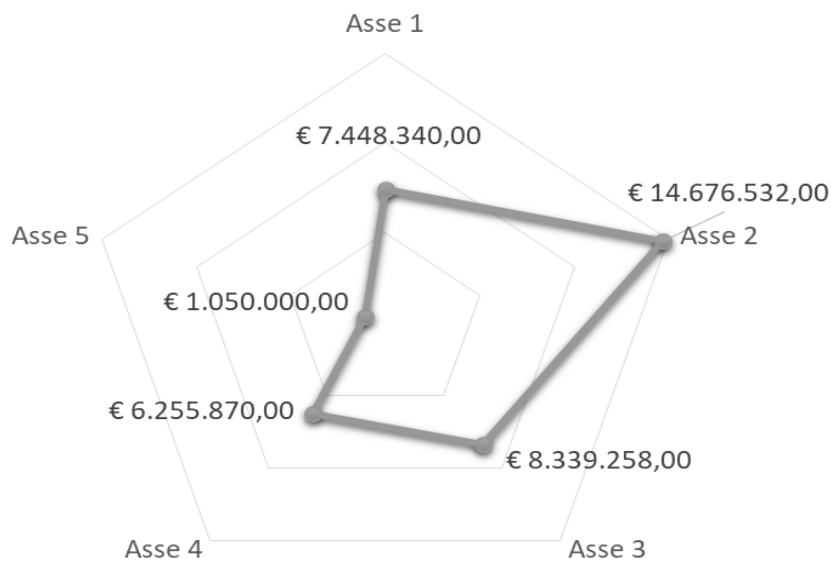 Asse 1
€ 7.448.340,00
€ 14.676.532,00
Asse 5
Asse 2
€ 1.050.000,00
€ 6.255.870,00
€ 8.339.258,00
Asse 4
Asse 3